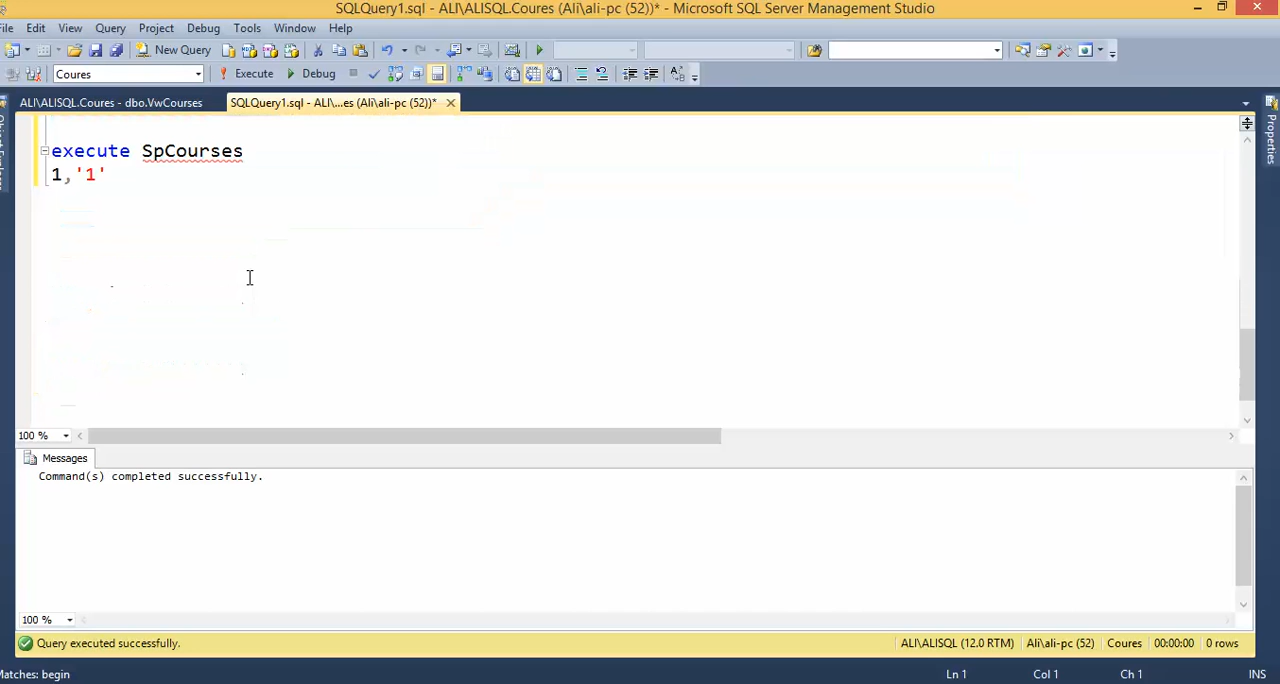 SQLQuery1.sql - ALI\ALISQL.Coures (Ali\ali-pc (52))* - Microsoft SQL Server Management Studio
File Edit View Query Project Debug Tools Window Help
New Query
Coures Execute Debug
ALI\ALISQL.Coures - dbo.VwCourses SQLQuery1.sql - ALI\...es (Ali\ali-pc (52))*
Object Explorer
Properties
execute SpCourses
1,'1'
100 %
Messages
Command(s) completed successfully.
100 %
Query executed successfully. ALI\ALISQL (12.0 RTM) Ali\ali-pc (52) Coures 00:00:00 0 rows
Matches: begin Ln 1 Col 1 Ch 1 INS